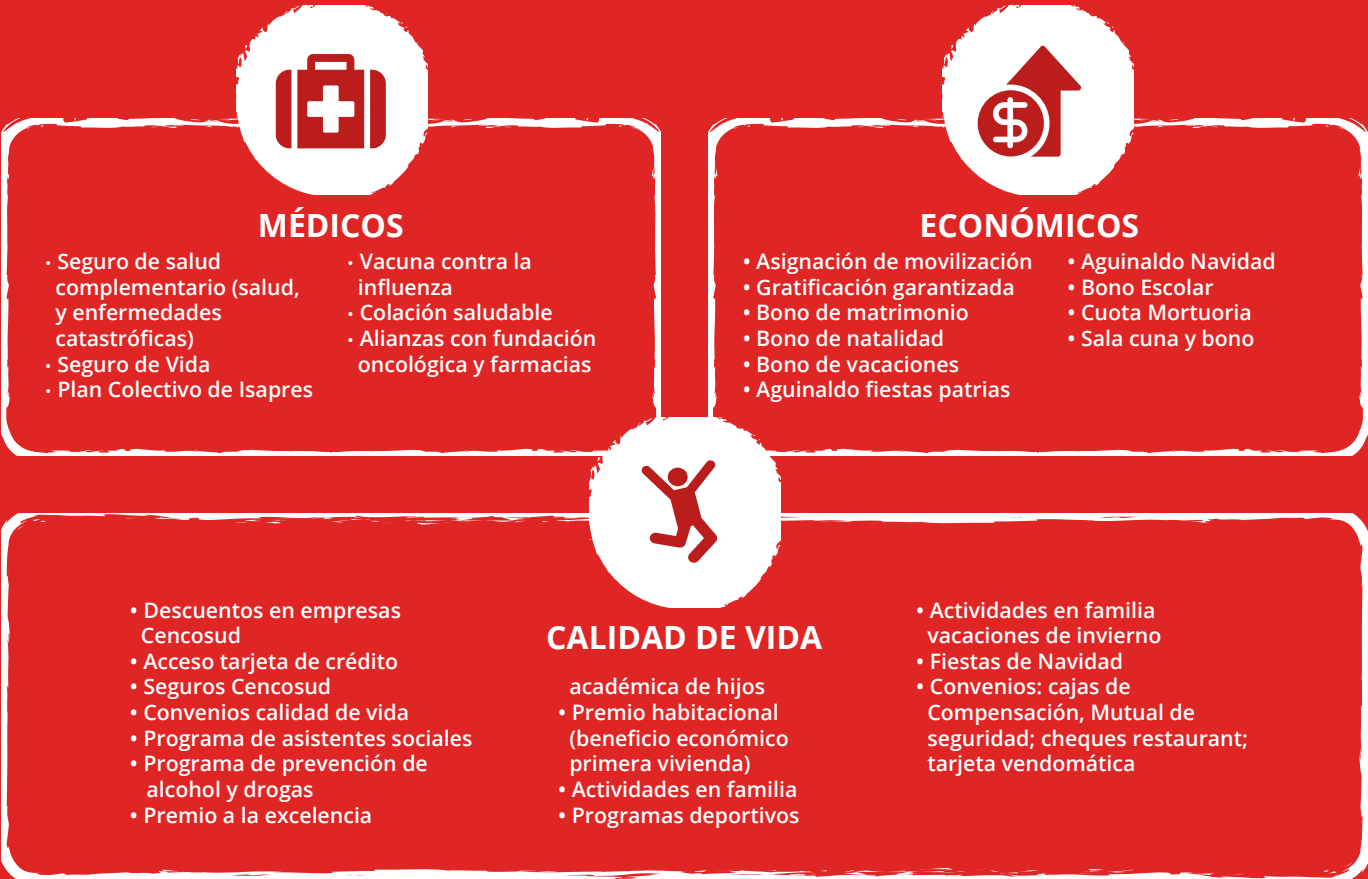 MÉDICOS
· Seguro de salud
complementario (salud,
y enfermedades
catastróficas)
· Seguro de Vida
· Plan Colectivo de Isapres
· Vacuna contra la
influenza
· Colación saludable
· Alianzas con fundación
oncológica y farmacias
ECONÓMICOS
• Asignación de movilización
• Gratificación garantizada
• Bono de matrimonio
• Bono de natalidad
• Bono de vacaciones
• Aguinaldo fiestas patrias
• Aguinaldo Navidad
• Bono Escolar
• Cuota Mortuoria
• Sala cuna y bono
CALIDAD DE VIDA
• Descuentos en empresas
Cencosud
• Acceso tarjeta de crédito
• Seguros Cencosud
• Convenios calidad de vida
• Programa de asistentes sociales
• Programa de prevención de
alcohol y drogas
• Premio a la excelencia
académica de hijos
• Premio habitacional
(beneficio económico
primera vivienda)
• Actividades en familia
• Programas deportivos
• Actividades en familia
vacaciones de invierno
• Fiestas de Navidad
• Convenios: cajas de
Compensación, Mutual de
seguridad; cheques restaurant;
tarjeta vendomática